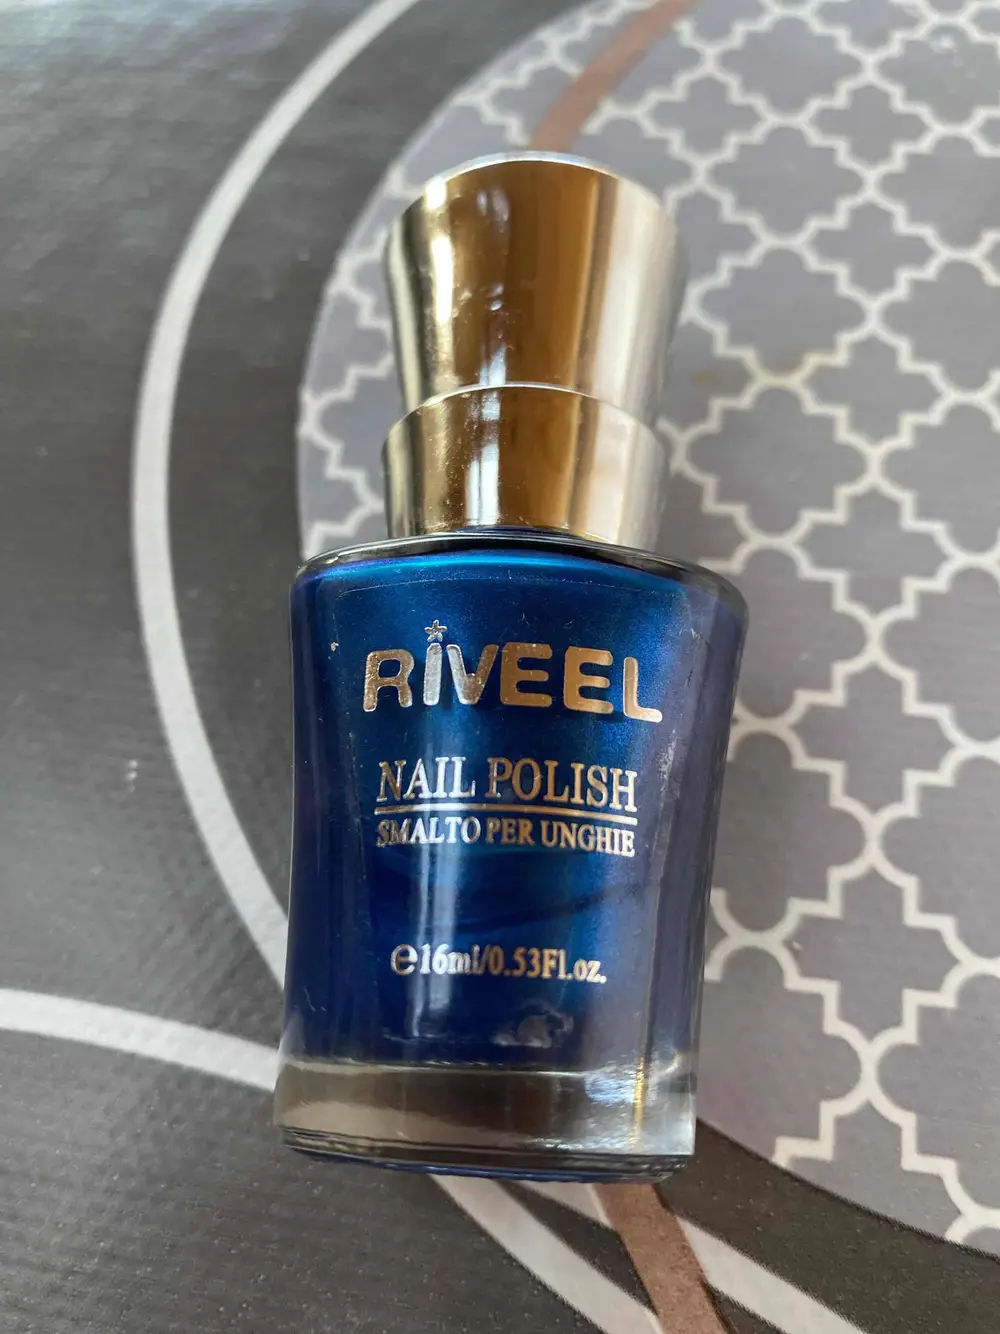 RIVEEL
NAIL POLISH
SMALTO PER UNGHIE
℮16ml/0.53Fl.oz.